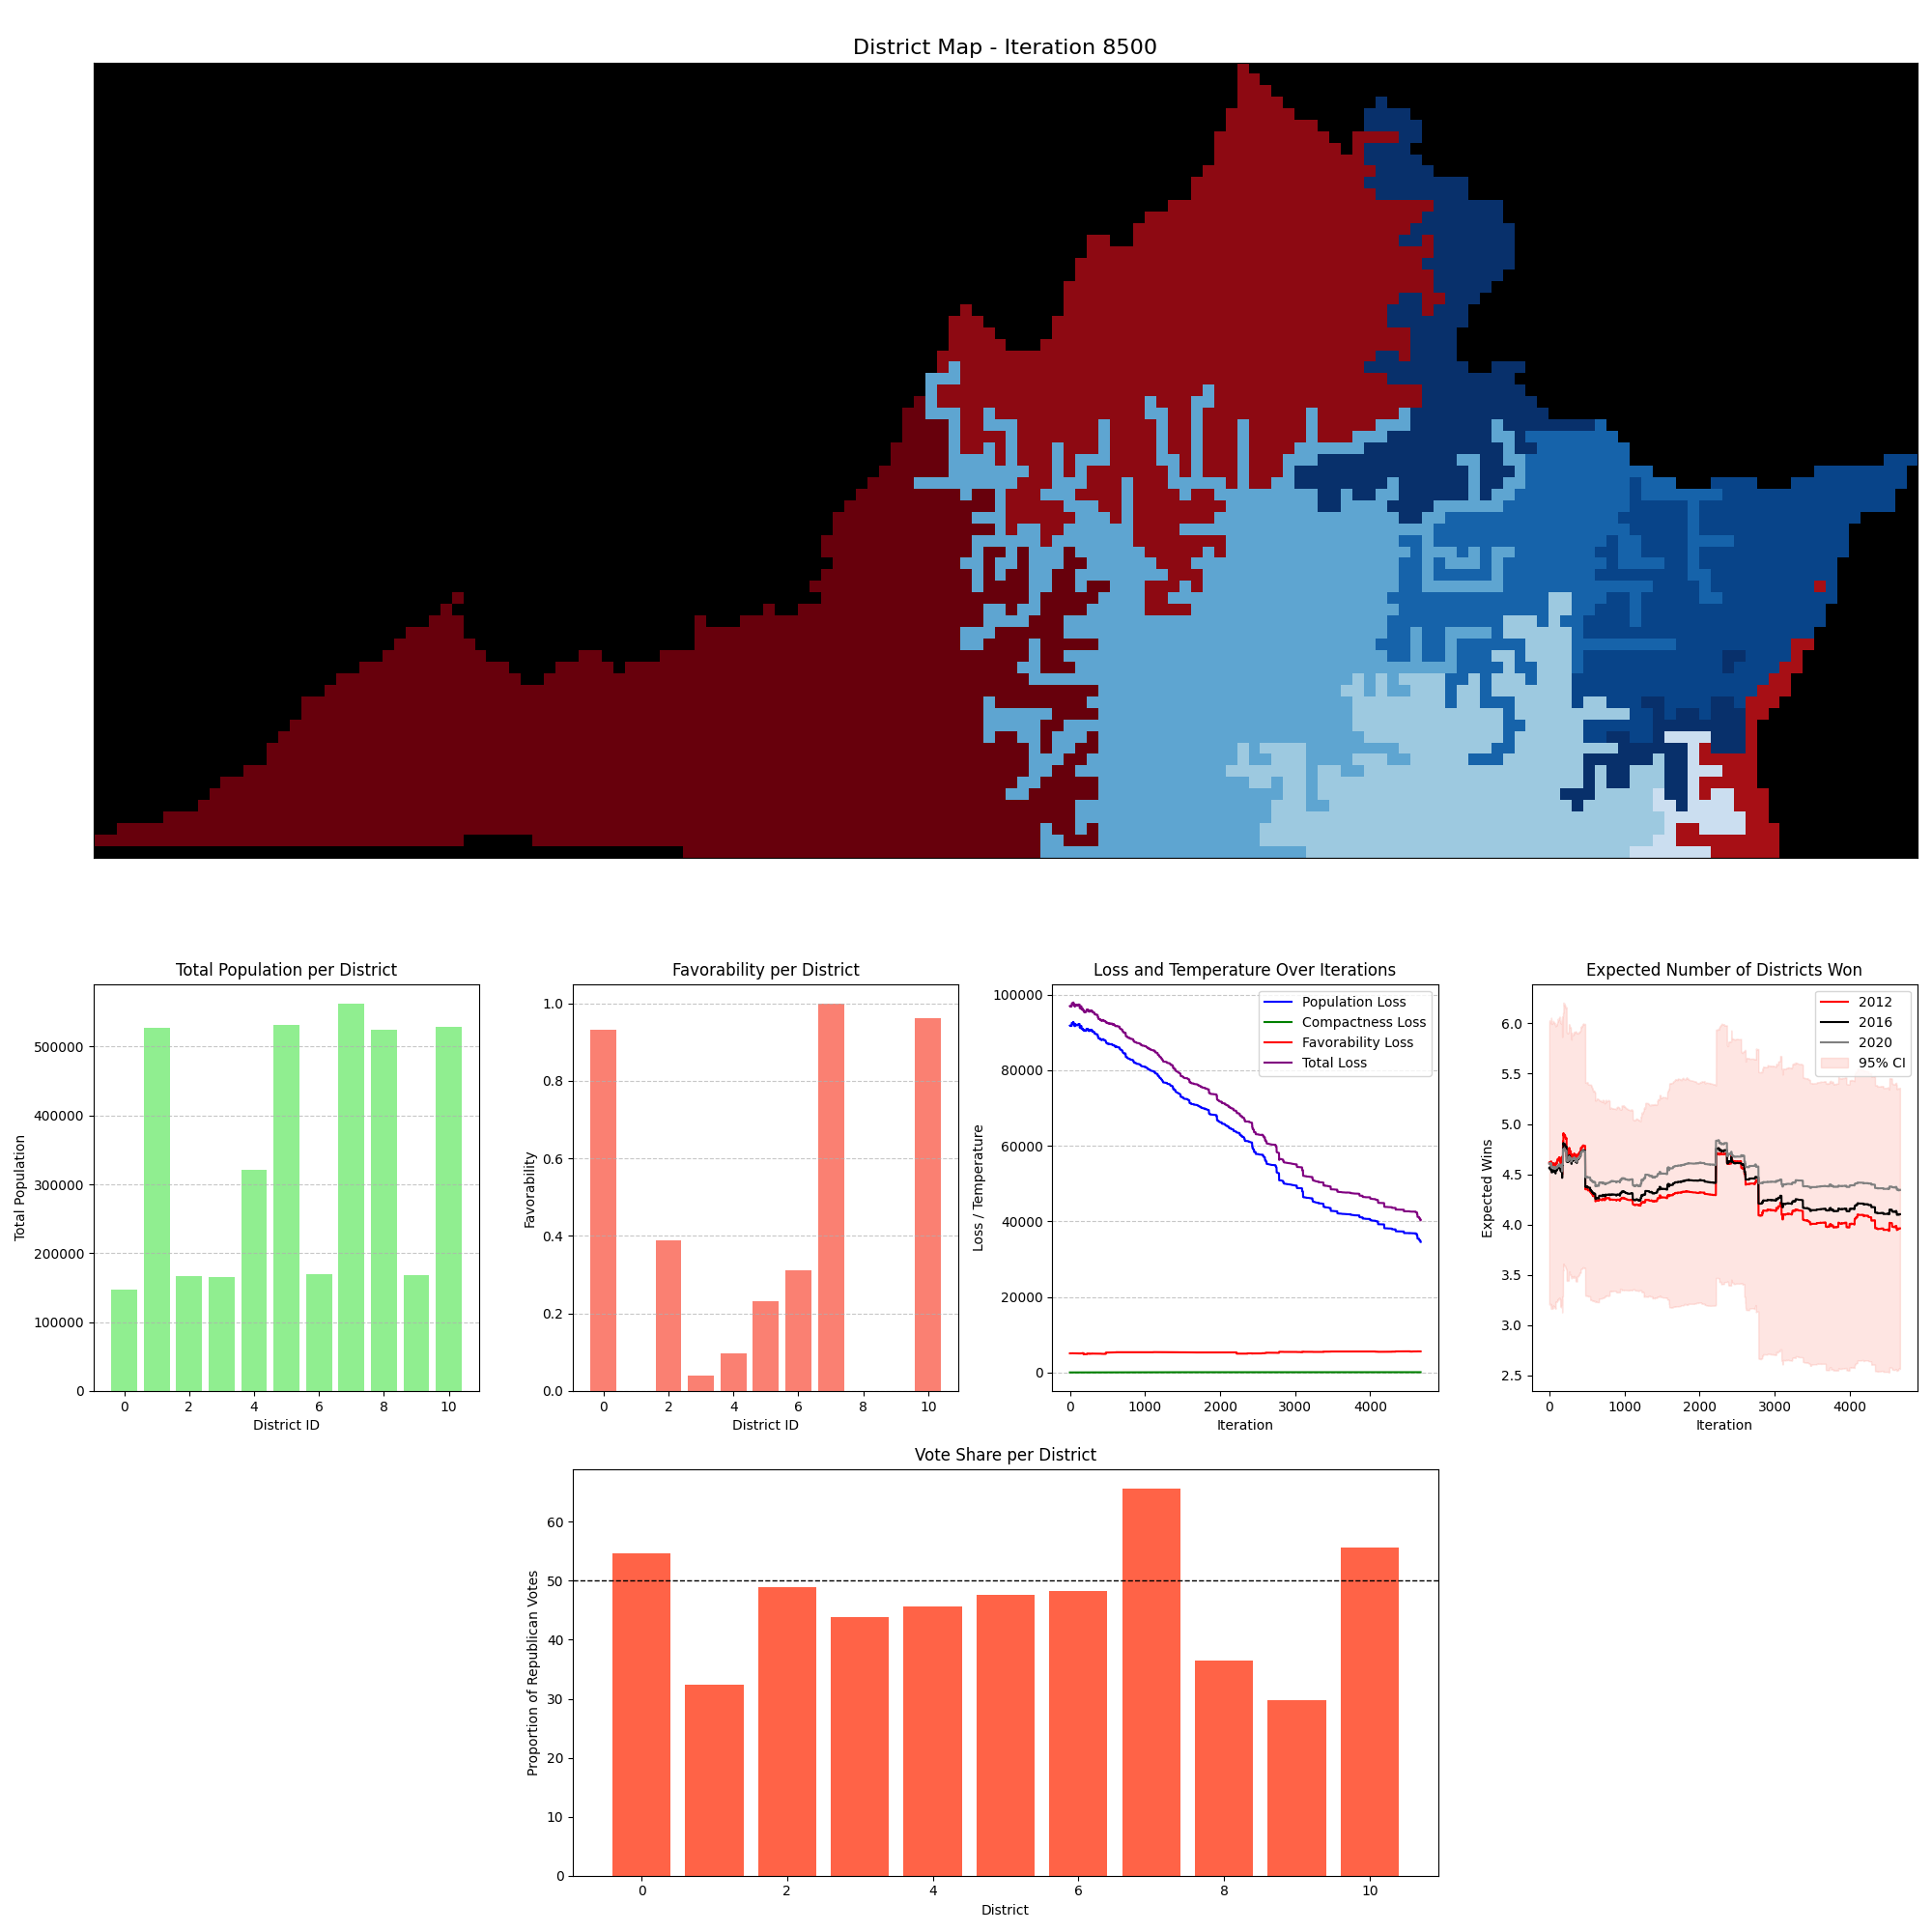 District Map - Iteration 8500
Total Population per District
Total Population
500000
400000
300000
200000
100000
0
0 2 4 6 8 10
District ID
Favorability per District
Favorability
1.0
0.8
0.6
0.4
0.2
0.0
0 2 4 6 8 10
District ID
Loss and Temperature Over Iterations
Loss / Temperature
100000
80000
60000
40000
20000
0
Population Loss
Compactness Loss
Favorability Loss
Total Loss
0 1000 2000 3000 4000
Iteration
Expected Number of Districts Won
Expected Wins
6.0
5.5
5.0
4.5
4.0
3.5
3.0
2.5
2012
2016
2020
95% CI
0 1000 2000 3000 4000
Iteration
Vote Share per District
Proportion of Republican Votes
60
50
40
30
20
10
0
0 2 4 6 8 10
District